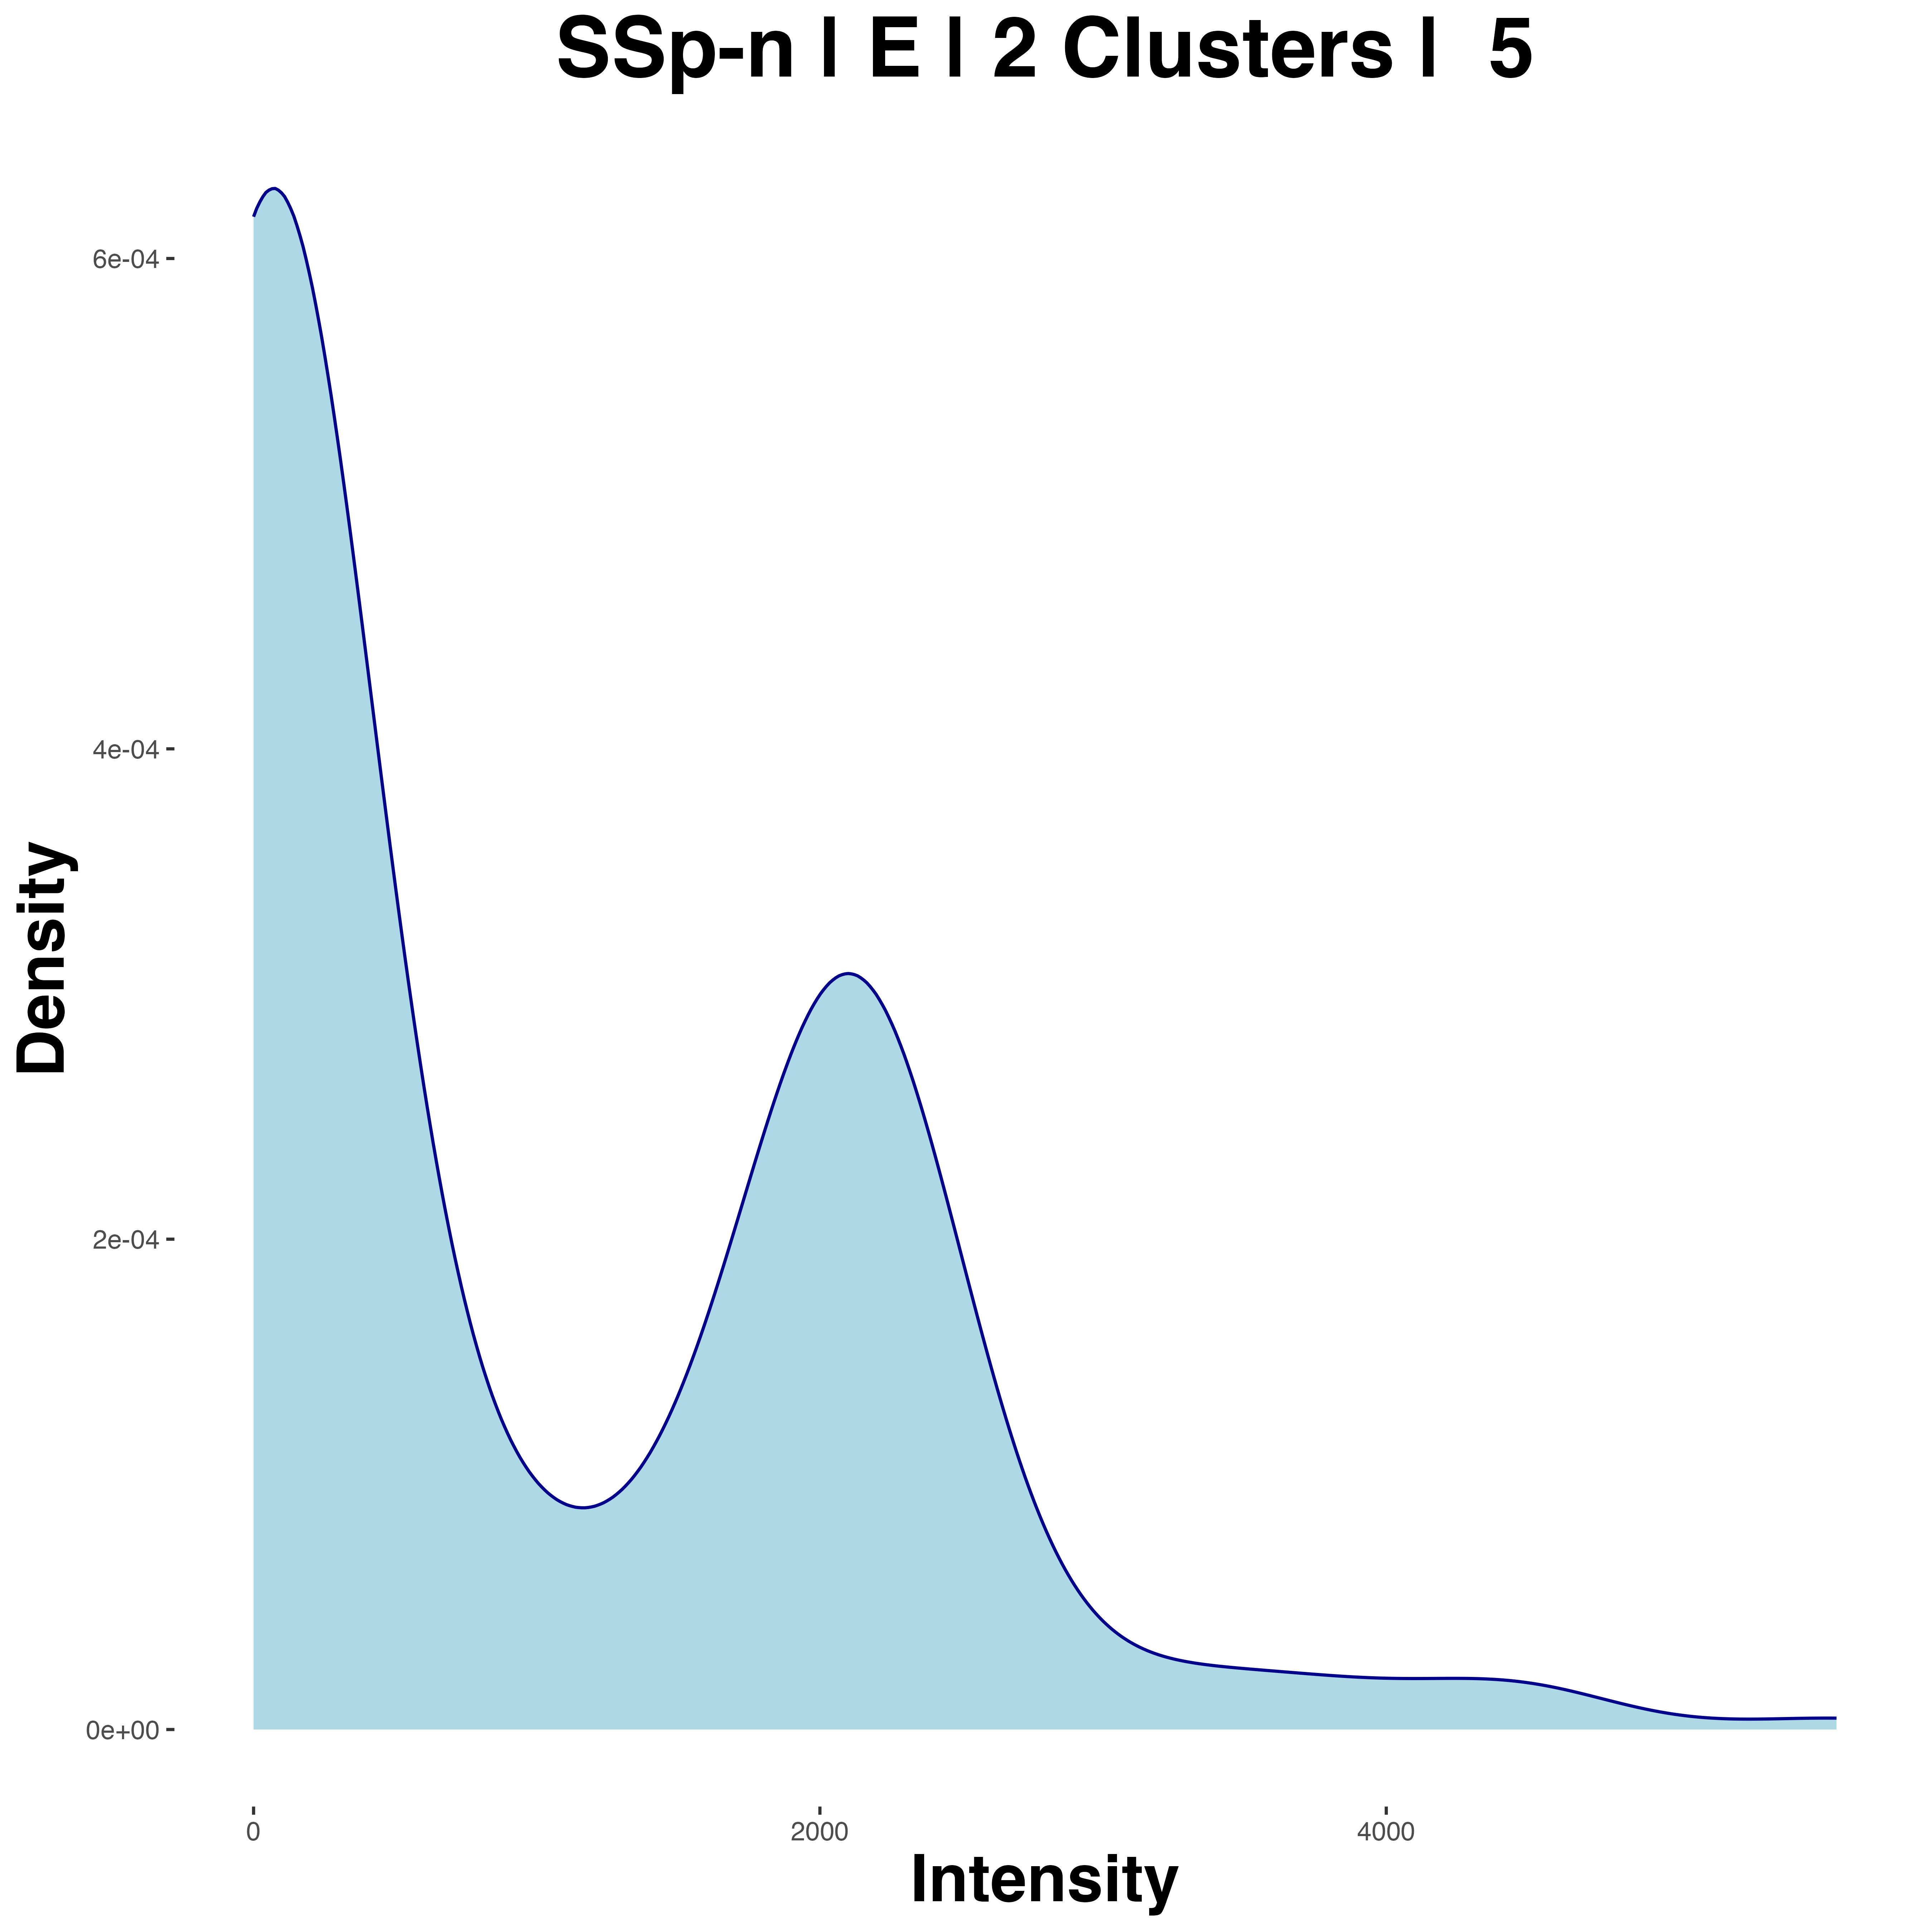 SSp-n | E | 2 Clusters | 5
6e-04
4e-04
2e-04
0e+00
Density
0 2000 4000
Intensity